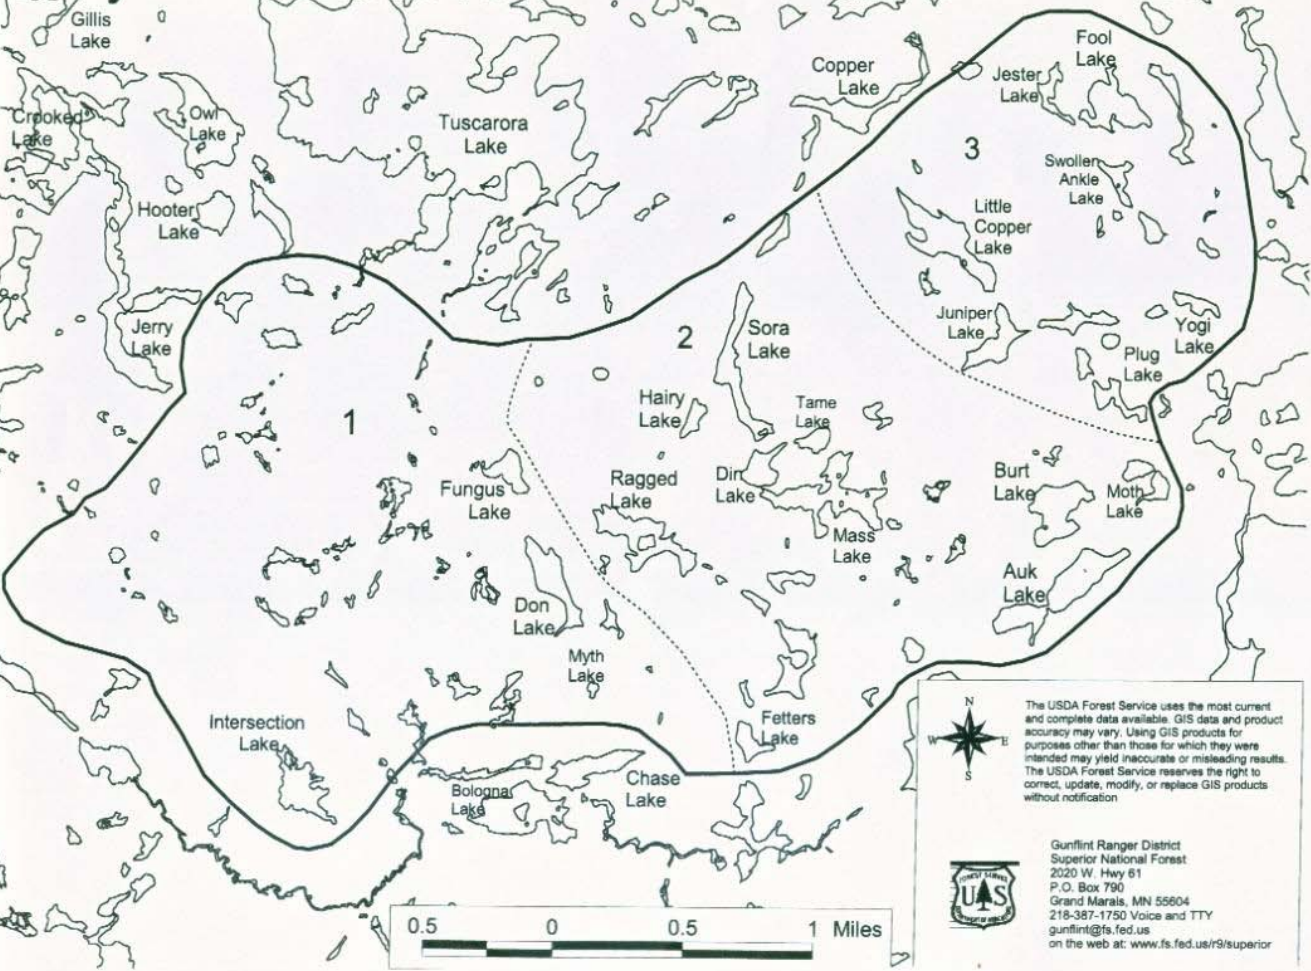 Gillis
Lake
Crooked
Lake
Owl
Lake
Hooter
Lake
Jerry
Lake
Tuscarora
Lake
Copper
Lake
Fool
Lake
Jester
Lake
3
Swollen
Ankle
Lake
Little
Copper
Lake
Juniper
Lake
Yogi
Lake
Plug
Lake
2
Sora
Lake
Hairy
Lake
Tame
Lake
1
Fungus
Lake
Ragged
Lake
Din
Lake
Mass
Lake
Burt
Lake
Moth
Lake
Auk
Lake
Don
Lake
Myth
Lake
Intersection
Lake
Fetters
Lake
Bologna
Lake
Chase
Lake
N
W E
S
The USDA Forest Service uses the most current
and complete data available. GIS data and product
accuracy may vary. Using GIS products for
purposes other than those for which they were
intended may yield inaccurate or misleading results.
The USDA Forest Service reserves the right to
correct, update, modify, or replace GIS products
without notification
FOREST SERVICE
U S
DEPARTMENT OF AGRICULTURE
Gunflint Ranger District
Superior National Forest
2020 W. Hwy 61
P.O. Box 790
Grand Marais, MN 55604
218-387-1750 Voice and TTY
gunflint@fs.fed.us
on the web at: www.fs.fed.us/r9/superior
0.5 0 0.5 1 Miles